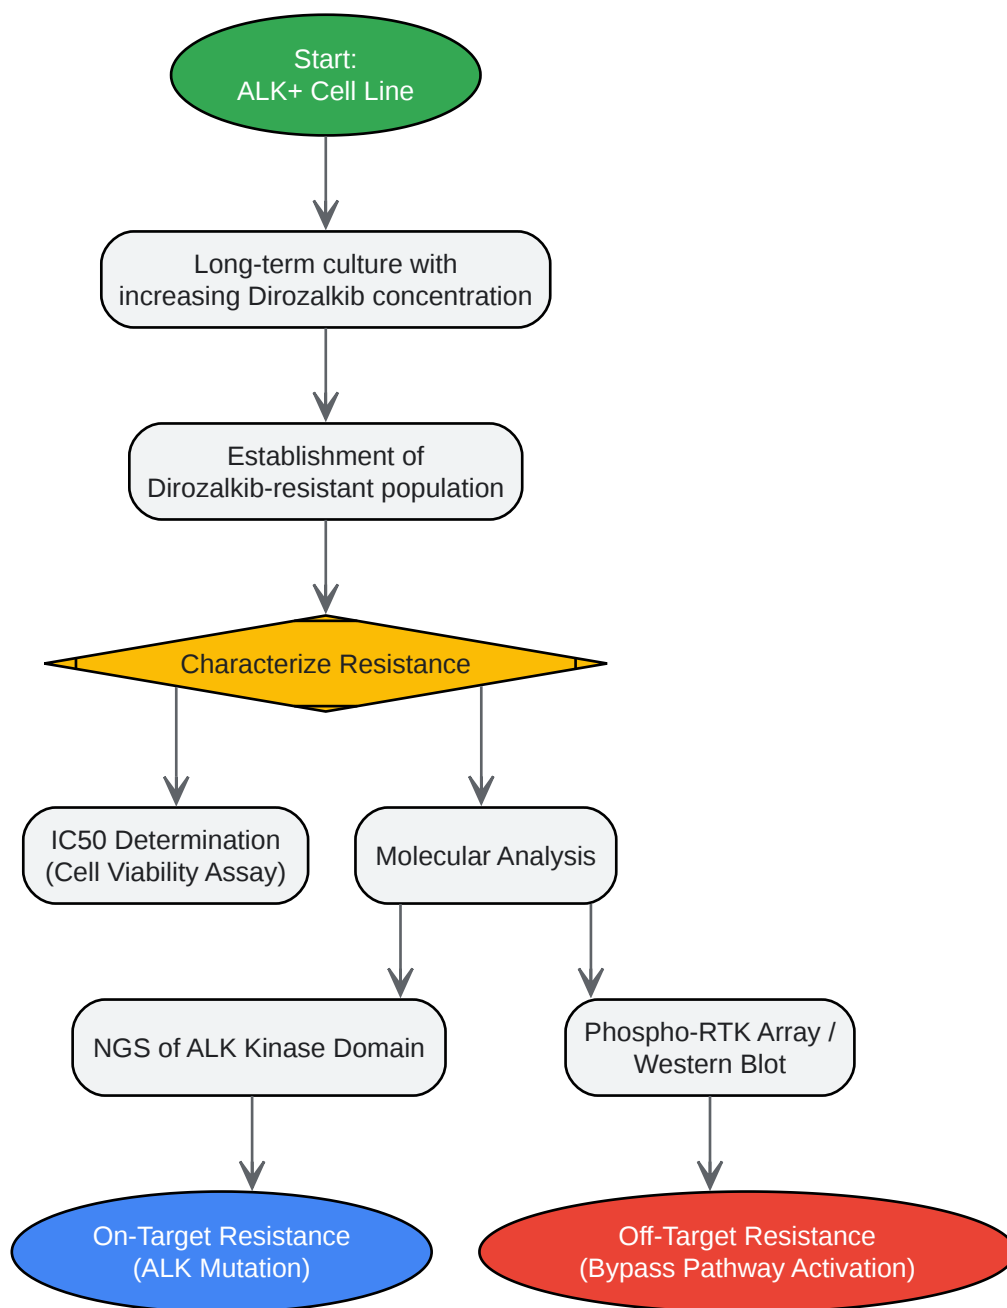 Start:
ALK+ Cell Line
Long-term culture with
increasing Dirozalkib concentration
Establishment of
Dirozalkib-resistant population
Characterize Resistance
IC50 Determination
(Cell Viability Assay)
Molecular Analysis
NGS of ALK Kinase Domain
Phospho-RTK Array /
Western Blot
On-Target Resistance
(ALK Mutation)
Off-Target Resistance
(Bypass Pathway Activation)